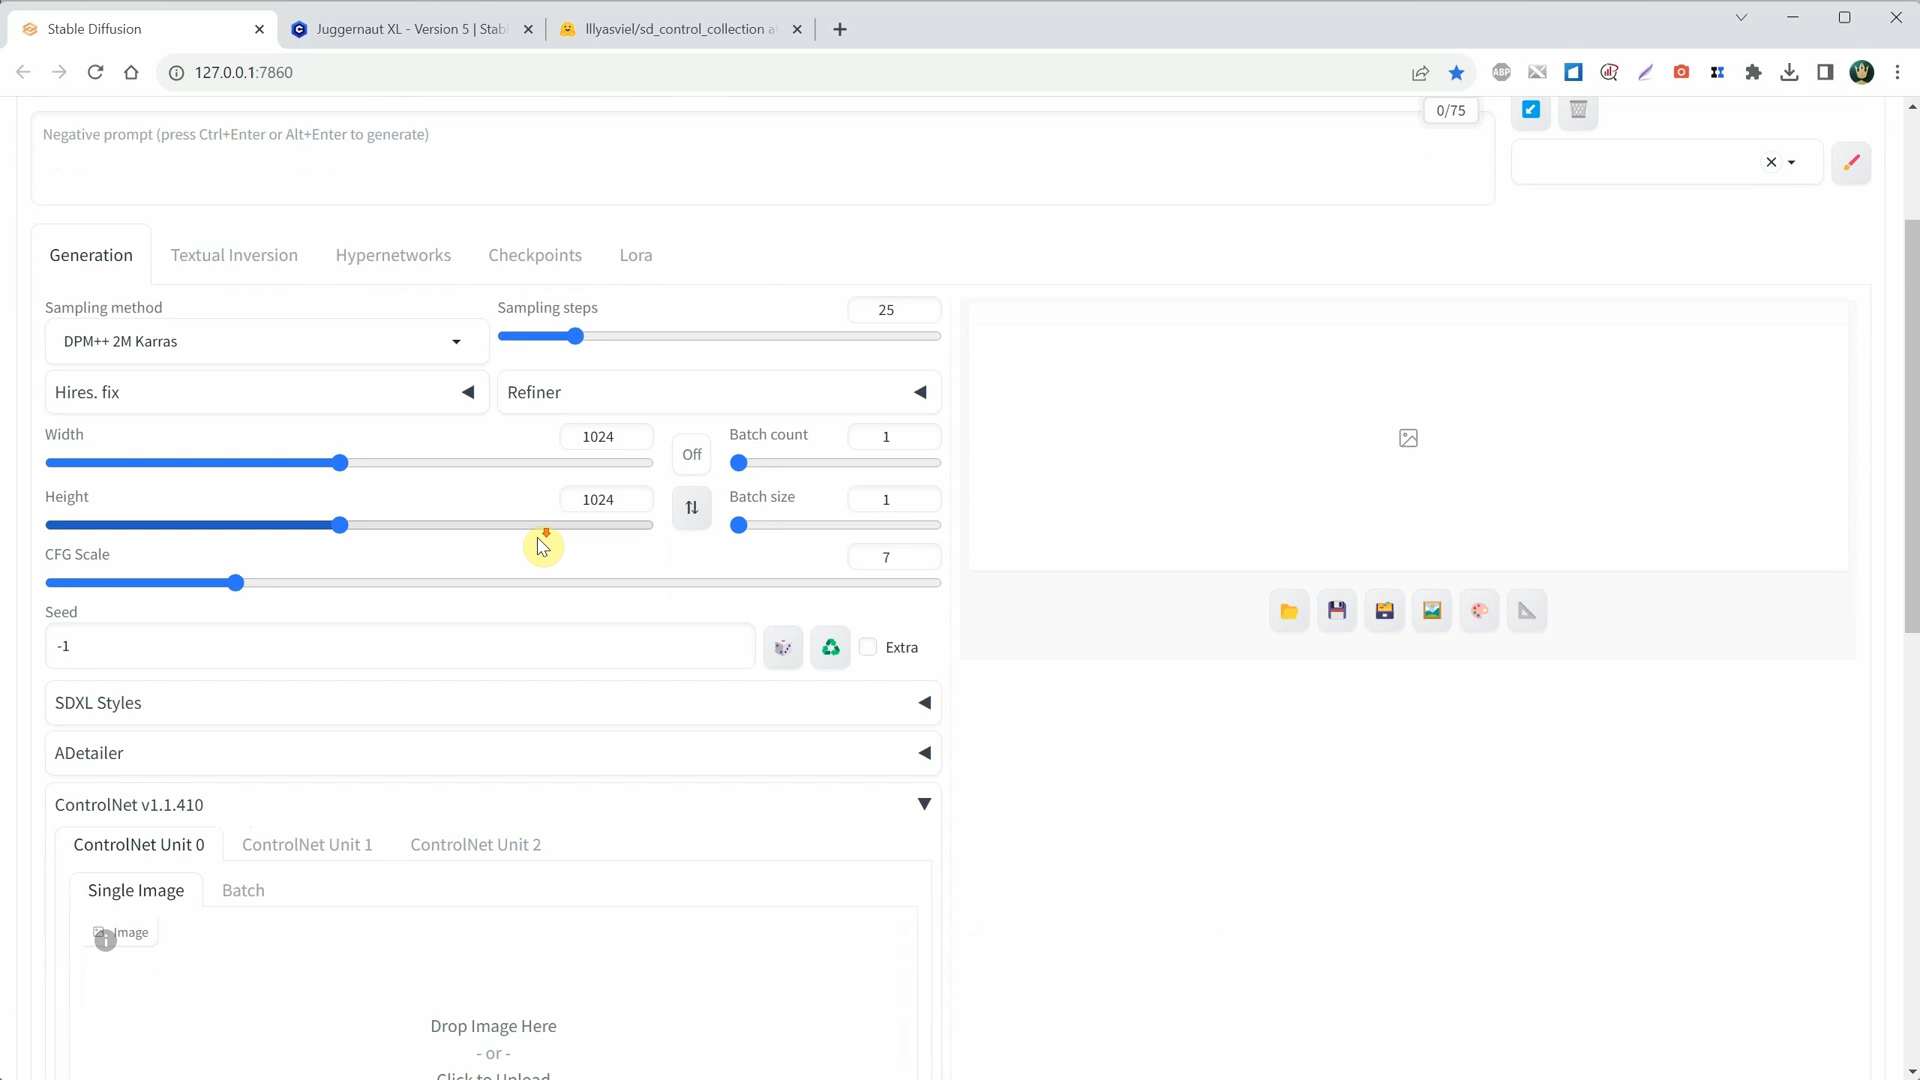 Stable Diffusion
Juggernaut XL - Version 5 | Stab
lllyasviel/sd_control_collection a
127.0.0.1:7860
ABP
0/75
Negative prompt (press Ctrl+Enter or Alt+Enter to generate)
Generation
Textual Inversion
Hypernetworks
Checkpoints
Lora
Sampling method
Sampling steps
25
DPM++ 2M Karras
Hires. fix
Refiner
Width
1024
Off
Batch count
1
Height
1024
Batch size
1
CFG Scale
7
Seed
-1
Extra
SDXL Styles
ADetailer
ControlNet v1.1.410
ControlNet Unit 0
ControlNet Unit 1
ControlNet Unit 2
Single Image
Batch
Image
Drop Image Here
- or -
Click to Upload